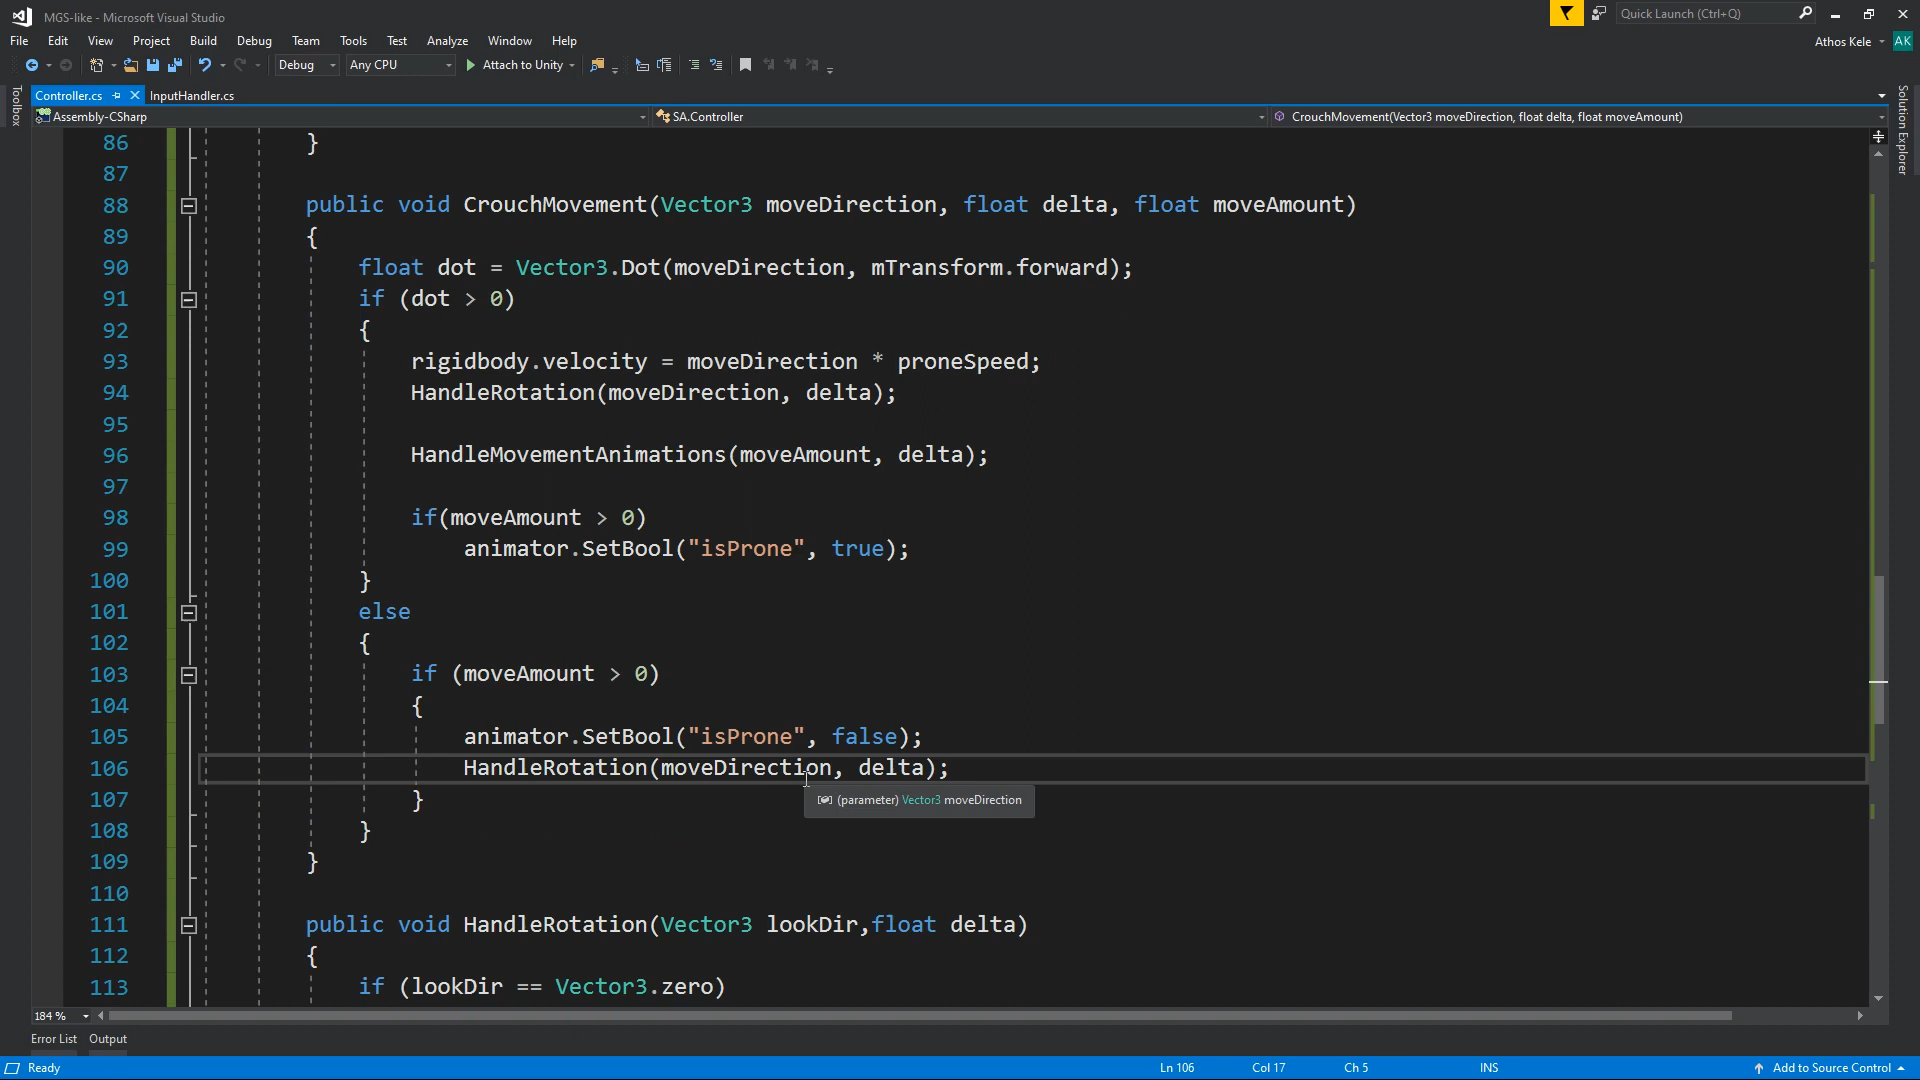 MGS-like - Microsoft Visual Studio
Quick Launch (Ctrl+Q)
File Edit View Project Build Debug Team Tools Test Analyze Window Help
Athos Kele AK
Debug Any CPU Attach to Unity
Toolbox
Controller.cs InputHandler.cs
Solution Explorer
Assembly-CSharp SA.Controller CrouchMovement(Vector3 moveDirection, float delta, float moveAmount)
86 }
87
88 public void CrouchMovement(Vector3 moveDirection, float delta, float moveAmount)
89 {
90 float dot = Vector3.Dot(moveDirection, mTransform.forward);
91 if (dot > 0)
92 {
93 rigidbody.velocity = moveDirection * proneSpeed;
94 HandleRotation(moveDirection, delta);
95
96 HandleMovementAnimations(moveAmount, delta);
97
98 if(moveAmount > 0)
99 animator.SetBool("isProne", true);
100 }
101 else
102 {
103 if (moveAmount > 0)
104 {
105 animator.SetBool("isProne", false);
106 HandleRotation(moveDirection, delta);
107 }
(parameter) Vector3 moveDirection
108 }
109 }
110
111 public void HandleRotation(Vector3 lookDir,float delta)
112 {
113 if (lookDir == Vector3.zero)
184 %
Error List Output
Ready Ln 106 Col 17 Ch 5 INS Add to Source Control